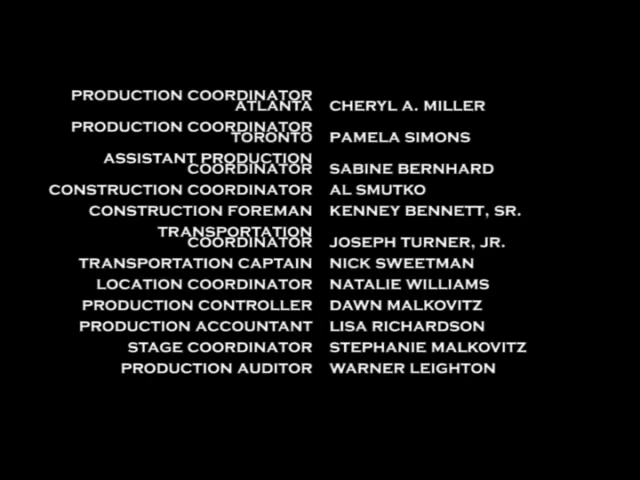 PRODUCTION COORDINATOR
ATLANTA CHERYL A. MILLER
PRODUCTION COORDINATOR
TORONTO PAMELA SIMONS
ASSISTANT PRODUCTION
COORDINATOR SABINE BERNHARD
CONSTRUCTION COORDINATOR AL SMUTKO
CONSTRUCTION FOREMAN KENNEY BENNETT, SR.
TRANSPORTATION
COORDINATOR JOSEPH TURNER, JR.
TRANSPORTATION CAPTAIN NICK SWEETMAN
LOCATION COORDINATOR NATALIE WILLIAMS
PRODUCTION CONTROLLER DAWN MALKOVITZ
PRODUCTION ACCOUNTANT LISA RICHARDSON
STAGE COORDINATOR STEPHANIE MALKOVITZ
PRODUCTION AUDITOR WARNER LEIGHTON